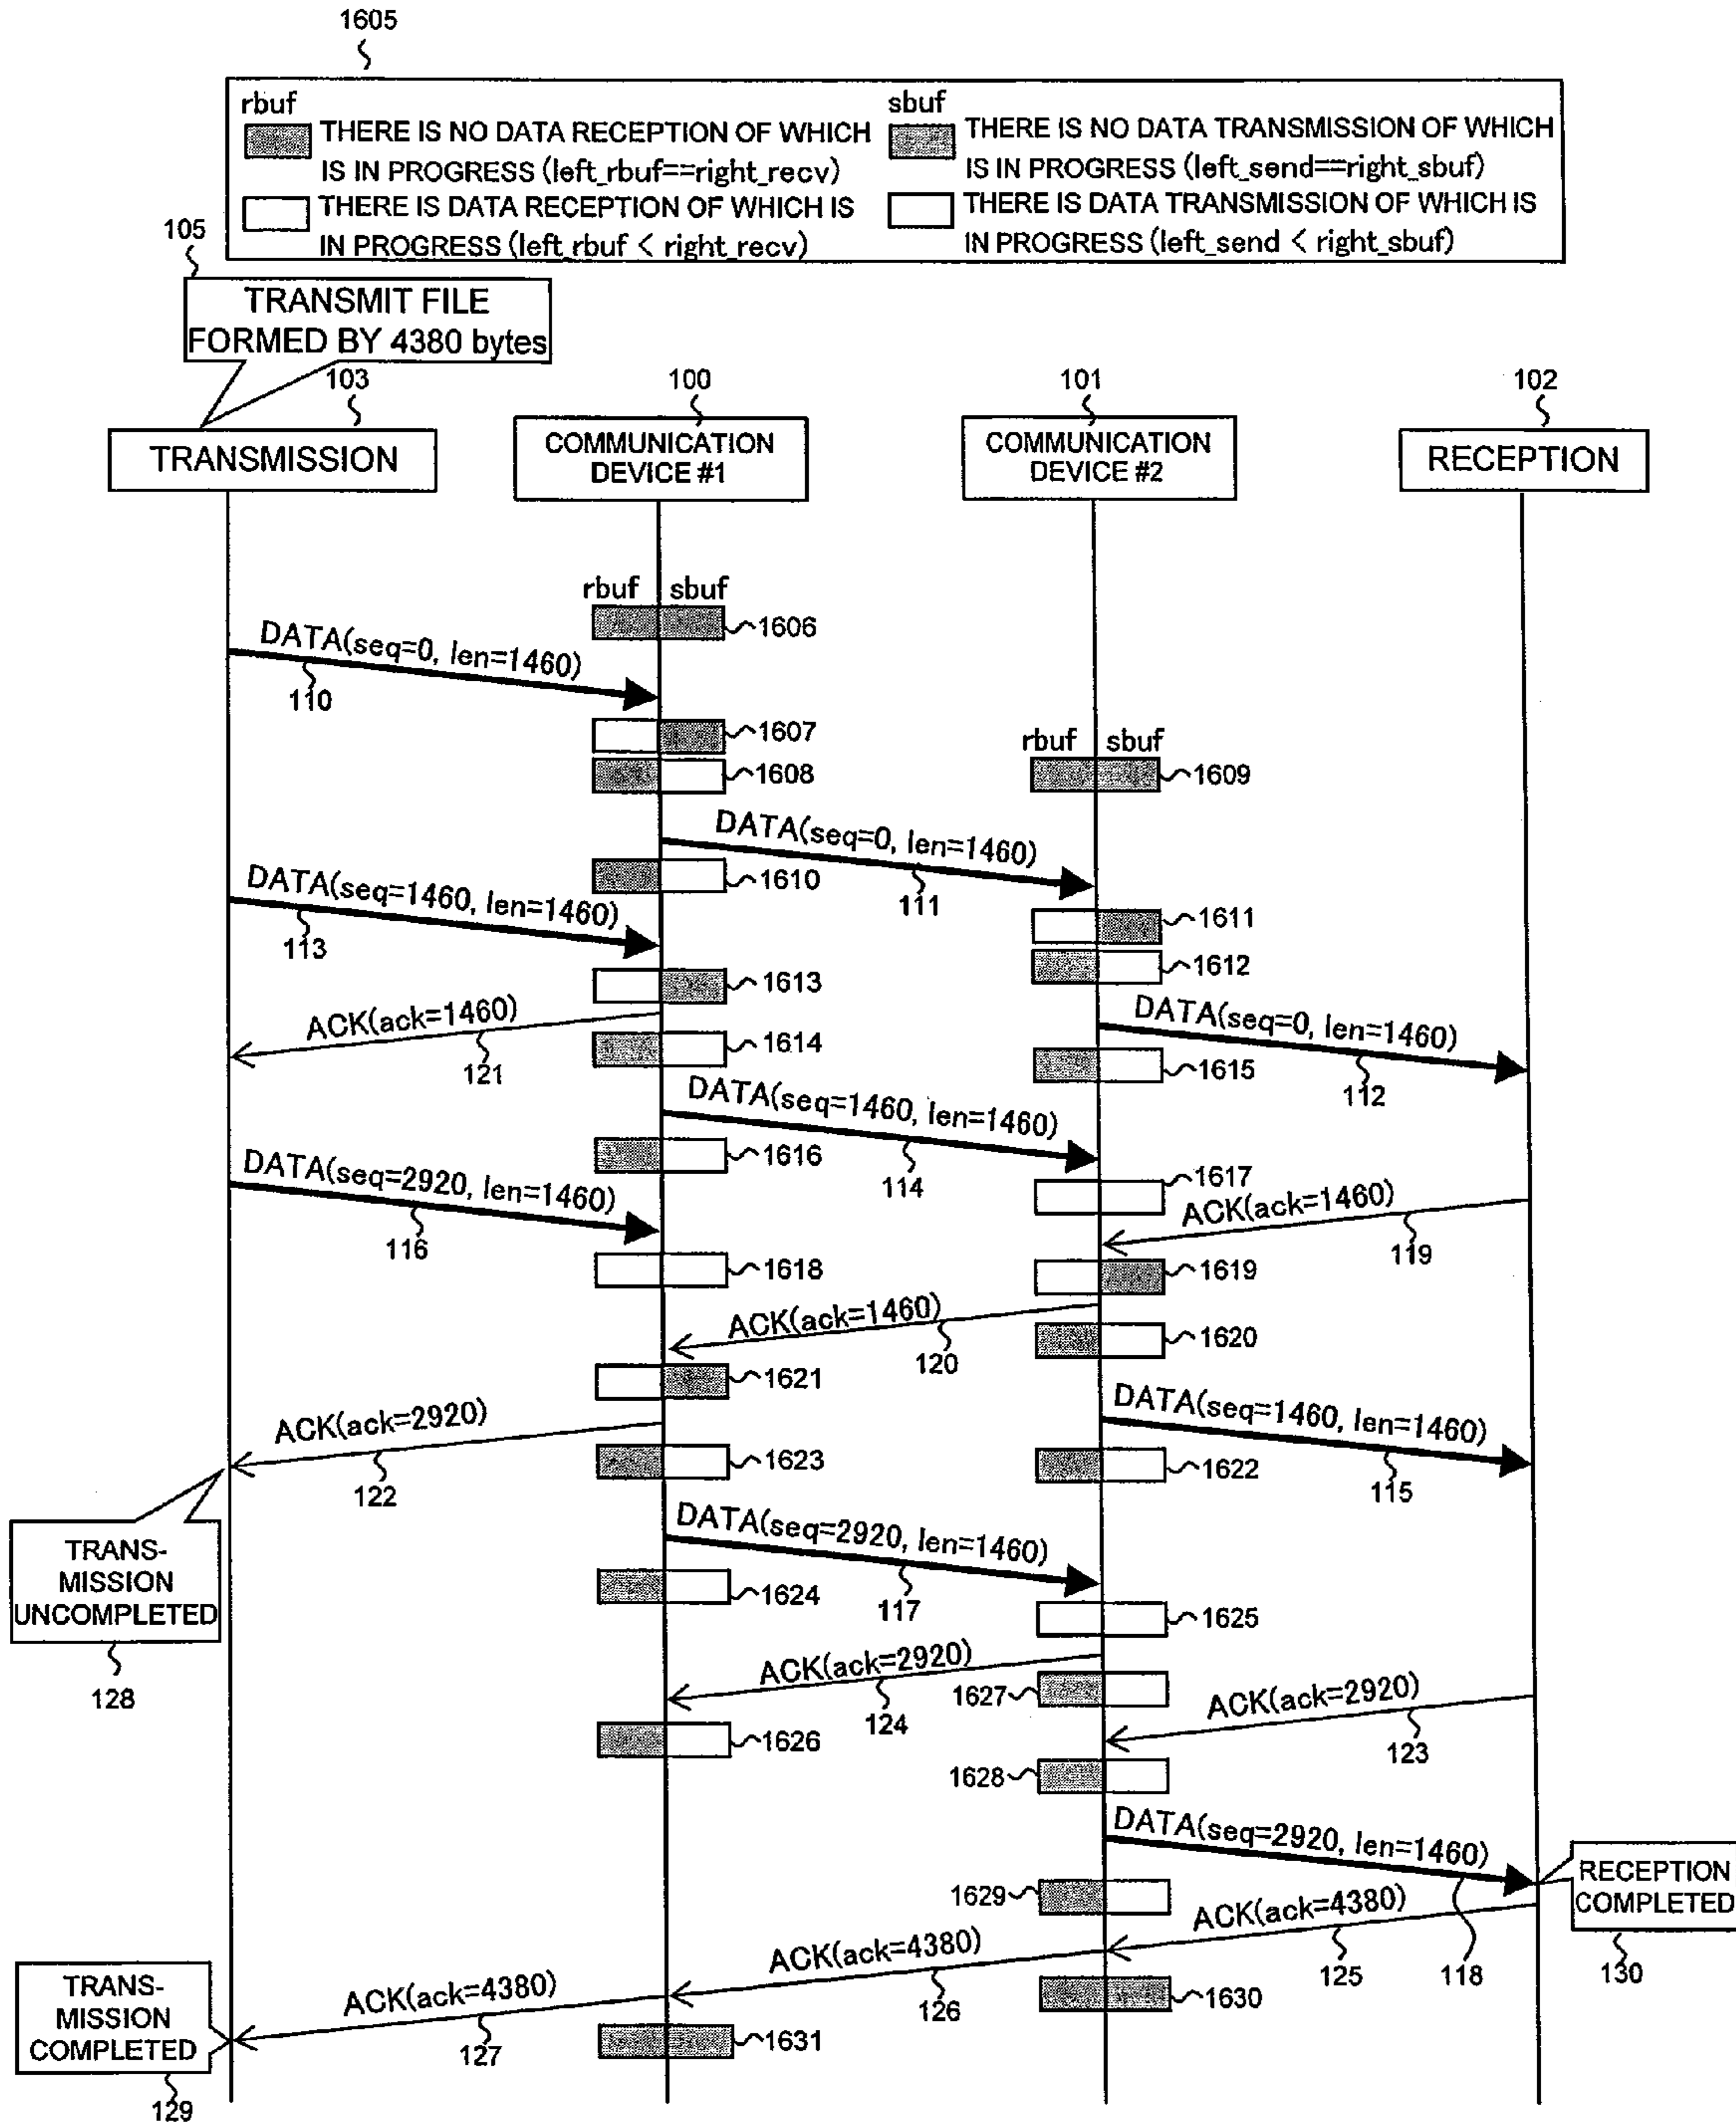 1605
rbuf
THERE IS NO DATA RECEPTION OF WHICH
IS IN PROGRESS (left_rbuf==right_recv)
THERE IS DATA RECEPTION OF WHICH IS
IN PROGRESS (left_rbuf < right_recv)
sbuf
THERE IS NO DATA TRANSMISSION OF WHICH
IS IN PROGRESS (left_send==right_sbuf)
THERE IS DATA TRANSMISSION OF WHICH IS
IN PROGRESS (left_send < right_sbuf)
105
TRANSMIT FILE
FORMED BY 4380 bytes
103
100
101
102
TRANSMISSION
COMMUNICATION
DEVICE #1
COMMUNICATION
DEVICE #2
RECEPTION
rbuf sbuf
1606
DATA(seq=0, len=1460)
110
1607
rbuf sbuf
1608
1609
DATA(seq=0, len=1460)
111
1610
DATA(seq=1460, len=1460)
113
1611
1612
1613
ACK(ack=1460)
121
1614
DATA(seq=0, len=1460)
112
1615
DATA(seq=1460, len=1460)
114
1616
DATA(seq=2920, len=1460)
116
1617
ACK(ack=1460)
119
1618
1619
ACK(ack=1460)
120
1620
1621
ACK(ack=2920)
122
DATA(seq=1460, len=1460)
115
1623
1622
TRANS-
MISSION
UNCOMPLETED
128
DATA(seq=2920, len=1460)
117
1624
1625
ACK(ack=2920)
124
1627
ACK(ack=2920)
123
1626
1628
DATA(seq=2920, len=1460)
118
RECEPTION
COMPLETED
130
1629
ACK(ack=4380)
125
ACK(ack=4380)
126
1630
ACK(ack=4380)
127
1631
TRANS-
MISSION
COMPLETED
129